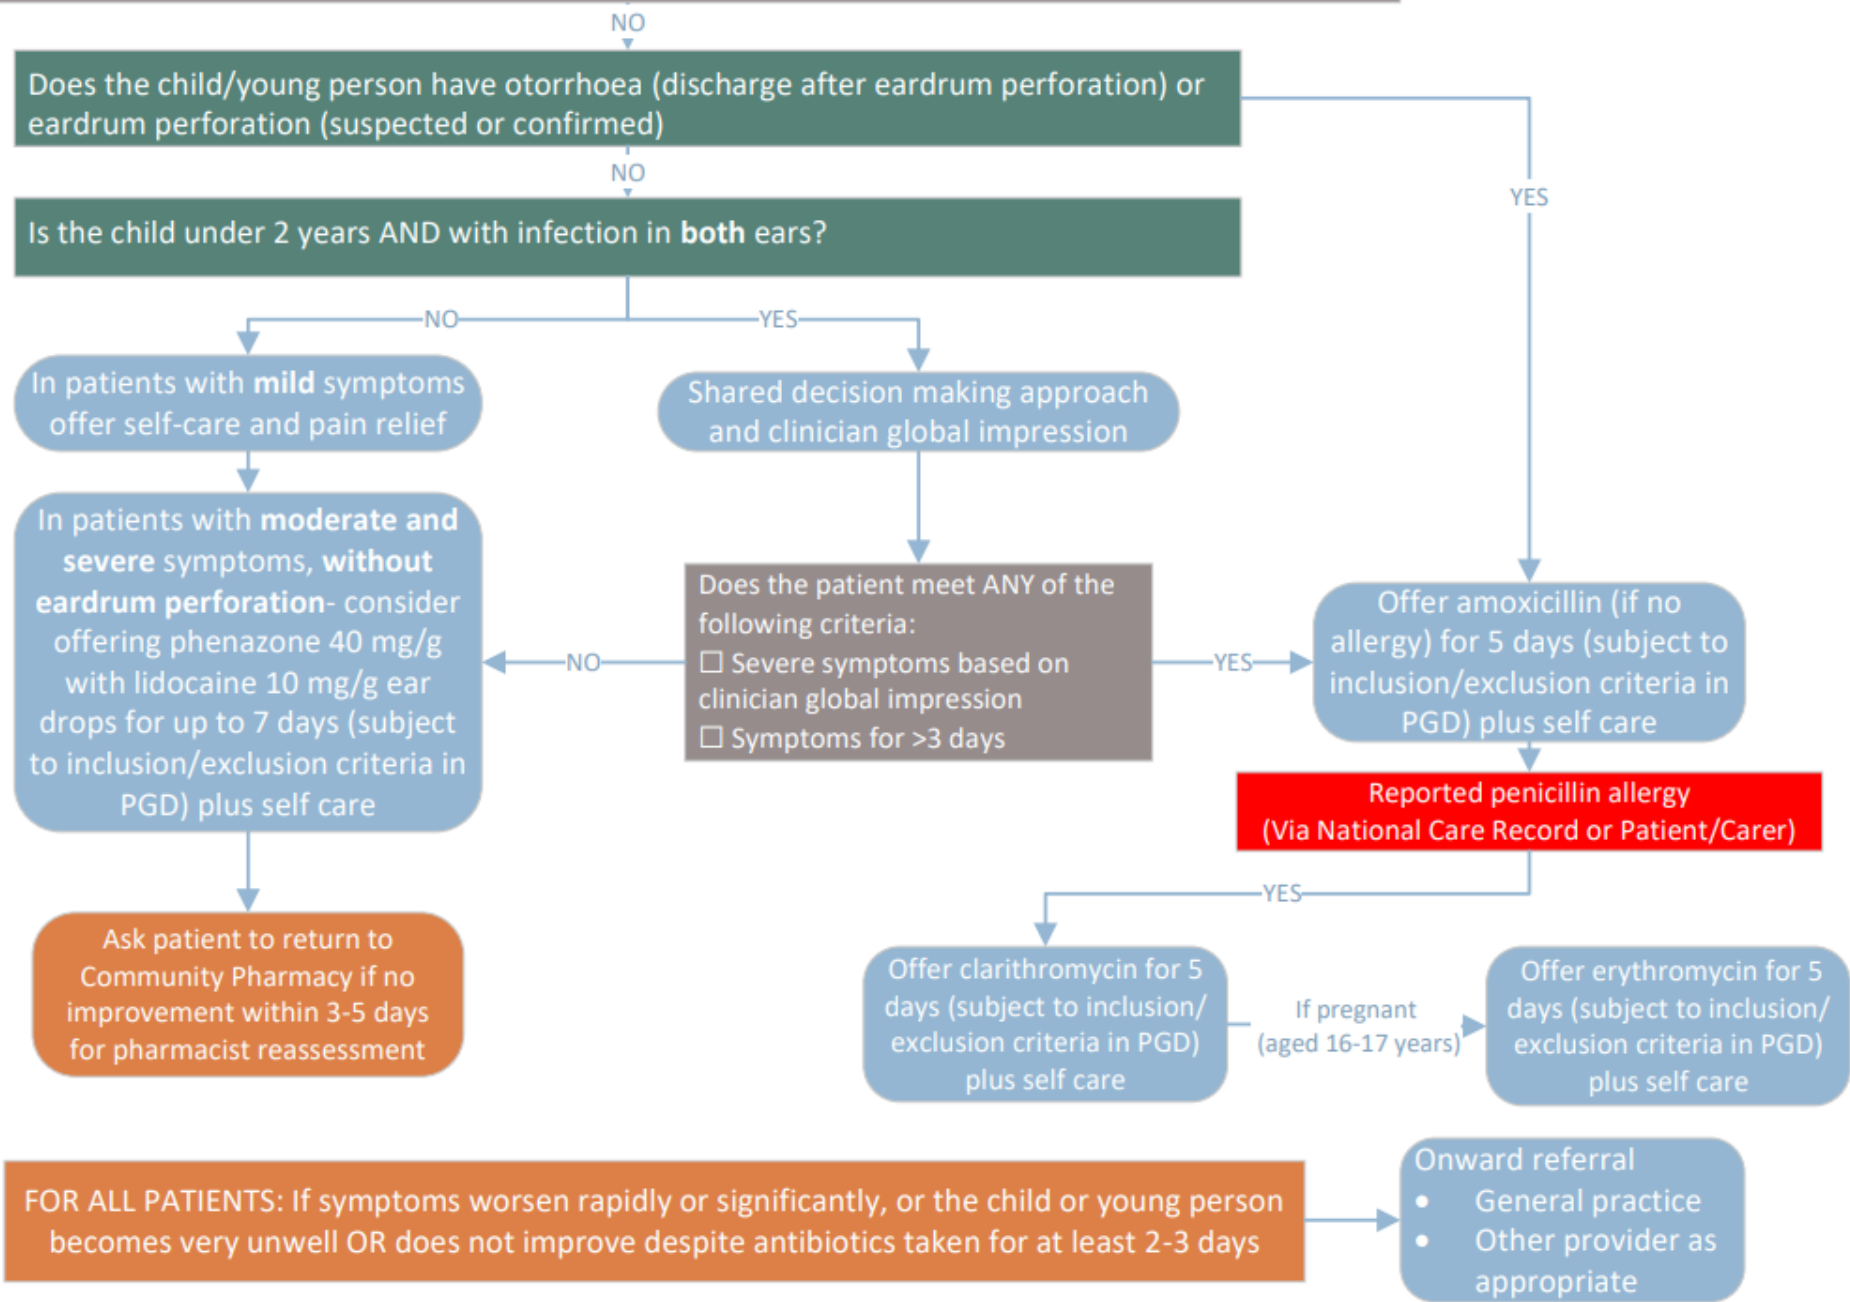 NO
Does the child/young person have otorrhoea (discharge after eardrum perforation) or
eardrum perforation (suspected or confirmed)
NO
YES
Is the child under 2 years AND with infection in both ears?
NO
YES
In patients with mild symptoms
offer self-care and pain relief
Shared decision making approach
and clinician global impression
In patients with moderate and
severe symptoms, without
eardrum perforation- consider
offering phenazone 40 mg/g
with lidocaine 10 mg/g ear
drops for up to 7 days (subject
to inclusion/exclusion criteria in
PGD) plus self care
NO
Does the patient meet ANY of the
following criteria:
☐ Severe symptoms based on
clinician global impression
☐ Symptoms for >3 days
YES
Offer amoxicillin (if no
allergy) for 5 days (subject to
inclusion/exclusion criteria in
PGD) plus self care
Reported penicillin allergy
(Via National Care Record or Patient/Carer)
YES
Ask patient to return to
Community Pharmacy if no
improvement within 3-5 days
for pharmacist reassessment
Offer clarithromycin for 5
days (subject to inclusion/
exclusion criteria in PGD)
plus self care
If pregnant
(aged 16-17 years)
Offer erythromycin for 5
days (subject to inclusion/
exclusion criteria in PGD)
plus self care
FOR ALL PATIENTS: If symptoms worsen rapidly or significantly, or the child or young person
becomes very unwell OR does not improve despite antibiotics taken for at least 2-3 days
Onward referral
• General practice
• Other provider as
appropriate